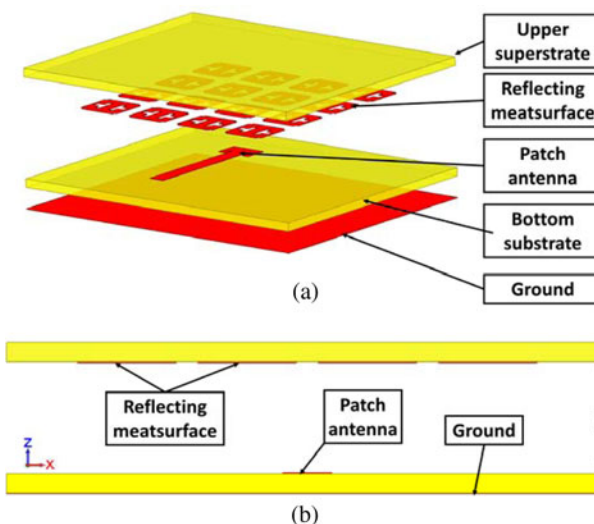 Upper
superstrate
Reflecting
meatsurface
Patch
antenna
Bottom
substrate
Ground
(a)
Reflecting
meatsurface
Patch
antenna
Ground
z
x
(b)